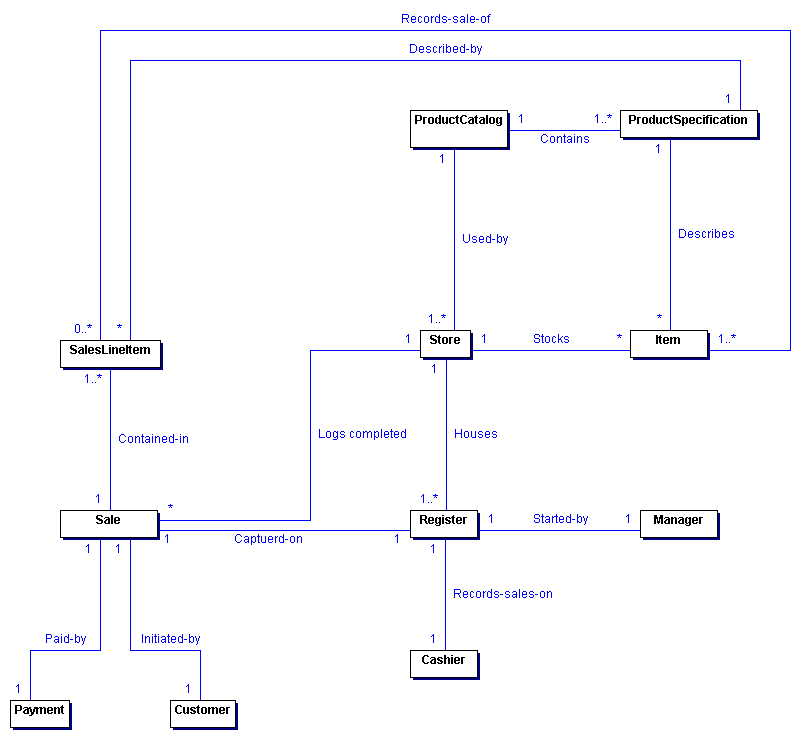 Records-sale-of
Described-by
1
ProductCatalog 1 1..* ProductSpecification
Contains
1 1
Used-by Describes
0..* * 1..* *
SalesLineItem 1 Store 1 Stocks * Item 1..*
1..* 1
Contained-in Logs completed Houses
1 * 1..*
Sale Register 1 Started-by 1 Manager
1 1 1 Captuerd-on 1 1
Records-sales-on
Paid-by Initiated-by 1
Cashier
1 1
Payment Customer